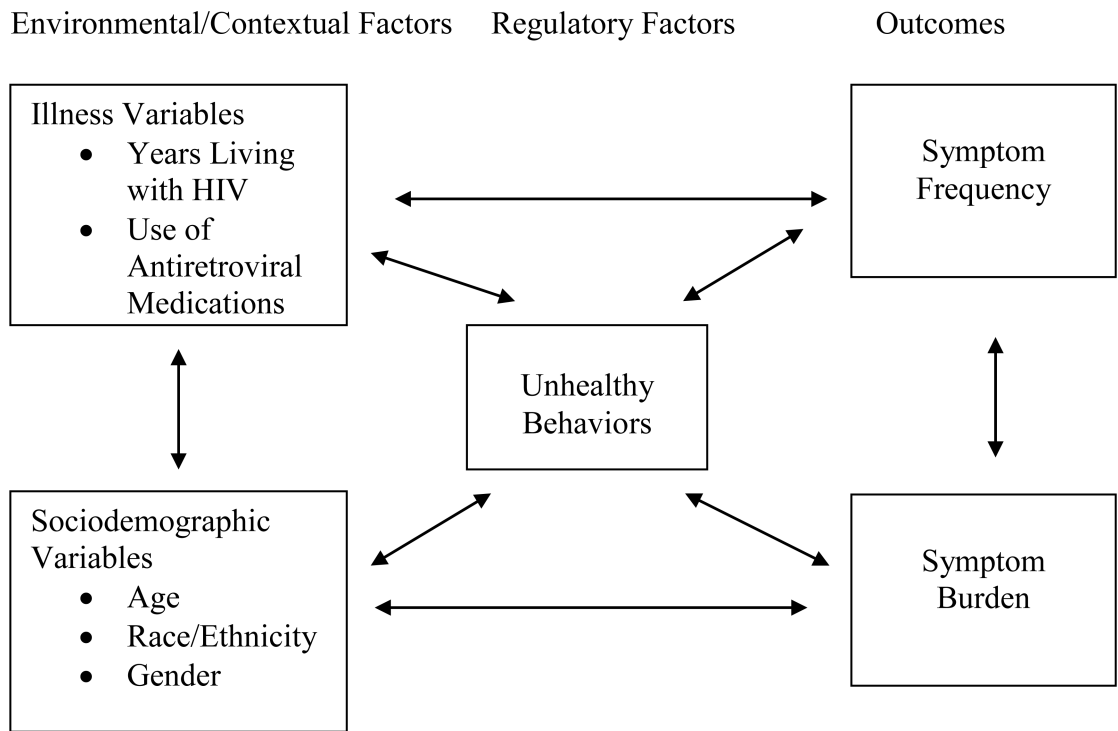 Environmental/Contextual Factors
Regulatory Factors
Outcomes
Illness Variables
• Years Living
with HIV
• Use of
Antiretroviral
Medications
Symptom
Frequency
Unhealthy
Behaviors
Sociodemographic
Variables
• Age
• Race/Ethnicity
• Gender
Symptom
Burden